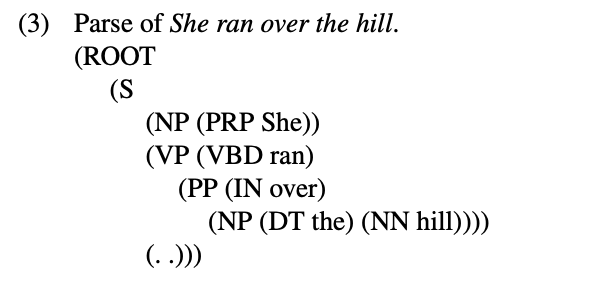 (3) Parse of She ran over the hill.
(ROOT
(S
(NP (PRP She))
(VP (VBD ran)
(PP (IN over)
(NP (DT the) (NN hill))))
(. .)))